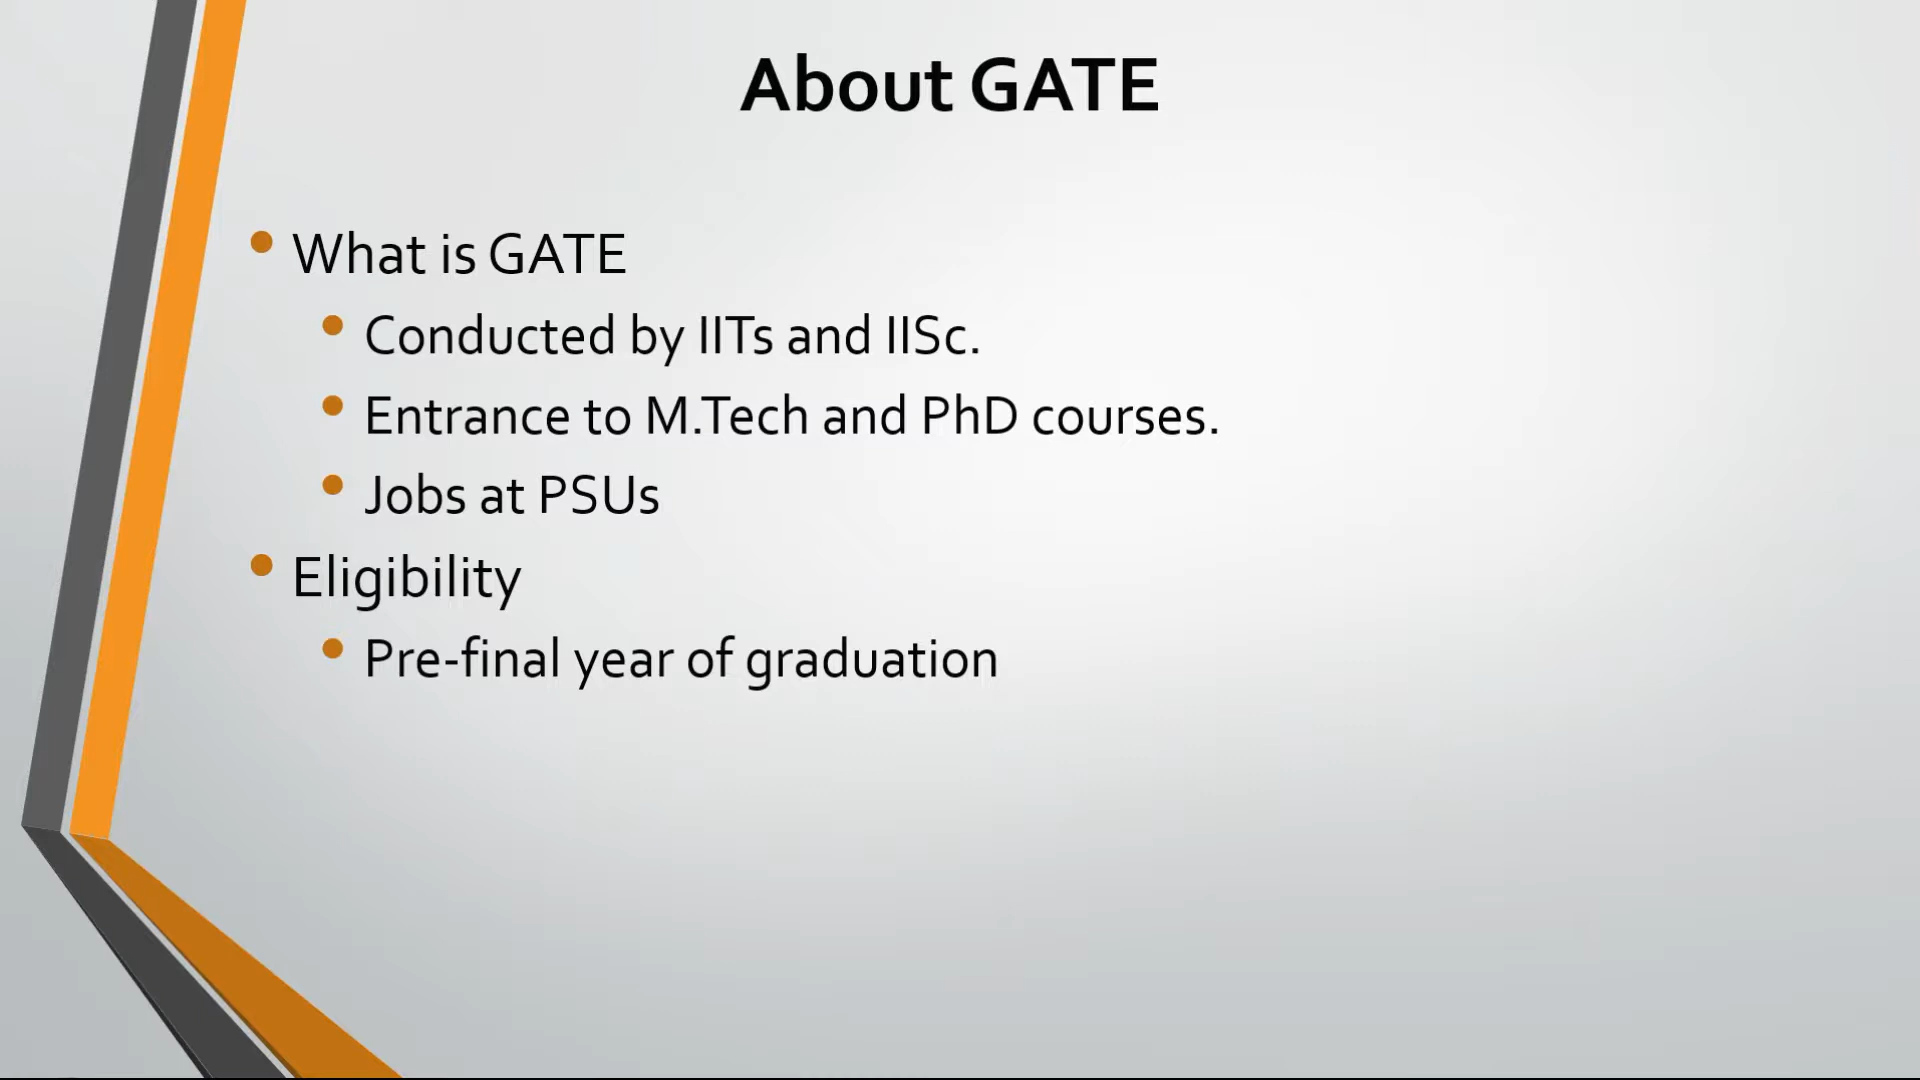 About GATE
What is GATE
Conducted by IITs and IISc.
Entrance to M.Tech and PhD courses.
Jobs at PSUs
Eligibility
Pre-final year of graduation